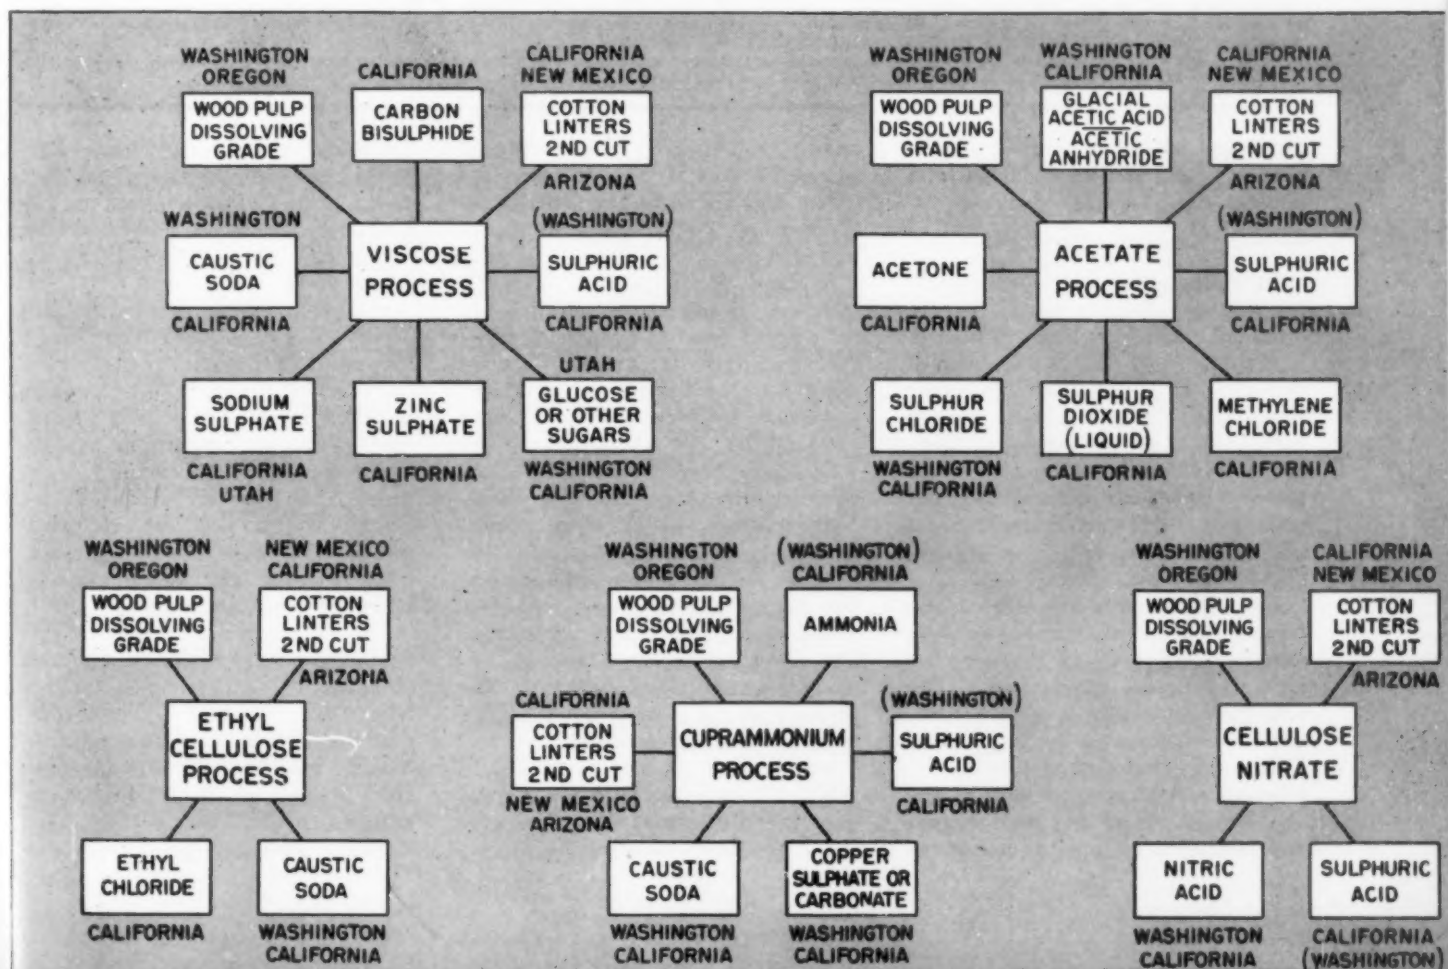 WASHINGTON
OREGON
WOOD PULP
DISSOLVING
GRADE
CALIFORNIA
CARBON
BISULPHIDE
CALIFORNIA
NEW MEXICO
COTTON
LINTERS
2ND CUT
ARIZONA
WASHINGTON
CAUSTIC
SODA
CALIFORNIA
VISCOSE
PROCESS
(WASHINGTON)
SULPHURIC
ACID
CALIFORNIA
SODIUM
SULPHATE
CALIFORNIA
UTAH
ZINC
SULPHATE
UTAH
GLUCOSE
OR OTHER
SUGARS
WASHINGTON
CALIFORNIA
WASHINGTON
OREGON
WOOD PULP
DISSOLVING
GRADE
WASHINGTON
CALIFORNIA
GLACIAL
ACETIC ACID
ACETIC
ANHYDRIDE
CALIFORNIA
NEW MEXICO
COTTON
LINTERS
2ND CUT
ARIZONA
ACETONE
CALIFORNIA
ACETATE
PROCESS
(WASHINGTON)
SULPHURIC
ACID
CALIFORNIA
SULPHUR
CHLORIDE
WASHINGTON
CALIFORNIA
SULPHUR
DIOXIDE
(LIQUID)
CALIFORNIA
METHYLENE
CHLORIDE
CALIFORNIA
WASHINGTON
OREGON
WOOD PULP
DISSOLVING
GRADE
NEW MEXICO
CALIFORNIA
COTTON
LINTERS
2ND CUT
ARIZONA
ETHYL
CELLULOSE
PROCESS
ETHYL
CHLORIDE
CALIFORNIA
CAUSTIC
SODA
WASHINGTON
CALIFORNIA
WASHINGTON
OREGON
WOOD PULP
DISSOLVING
GRADE
(WASHINGTON)
CALIFORNIA
AMMONIA
CALIFORNIA
COTTON
LINTERS
2ND CUT
NEW MEXICO
ARIZONA
CUPRAMMONIUM
PROCESS
(WASHINGTON)
SULPHURIC
ACID
CALIFORNIA
CAUSTIC
SODA
WASHINGTON
CALIFORNIA
COPPER
SULPHATE OR
CARBONATE
WASHINGTON
CALIFORNIA
WASHINGTON
OREGON
WOOD PULP
DISSOLVING
GRADE
CALIFORNIA
NEW MEXICO
COTTON
LINTERS
2ND CUT
ARIZONA
CELLULOSE
NITRATE
NITRIC
ACID
WASHINGTON
CALIFORNIA
SULPHURIC
ACID
CALIFORNIA
(WASHINGTON)